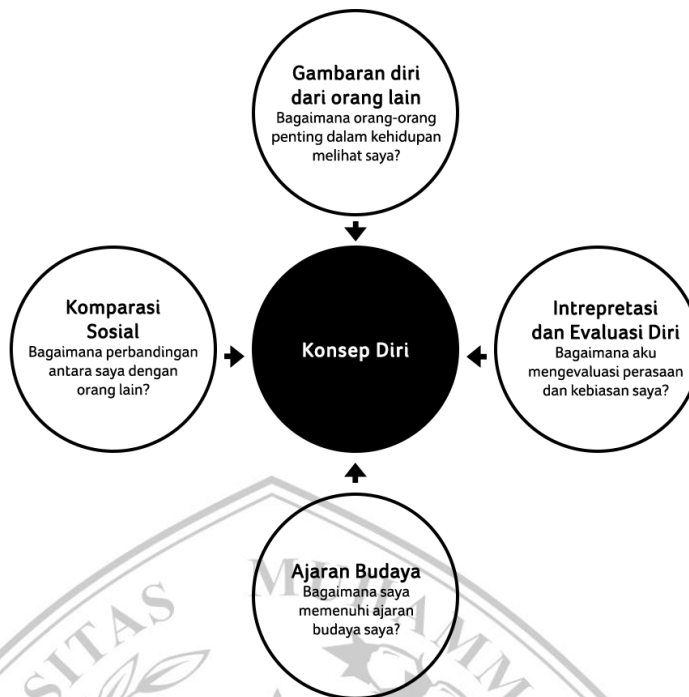 Gambaran diri
dari orang lain
Bagaimana orang-orang
penting dalam kehidupan
melihat saya?
Komparasi
Sosial
Bagaimana perbandingan
antara saya dengan
orang lain?
Konsep Diri
Intrepretasi
dan Evaluasi Diri
Bagaimana aku
mengevaluasi perasaan
dan kebiasan saya?
Ajaran Budaya
Bagaimana saya
memenuhi ajaran
budaya saya?
SITAS MUHAMM